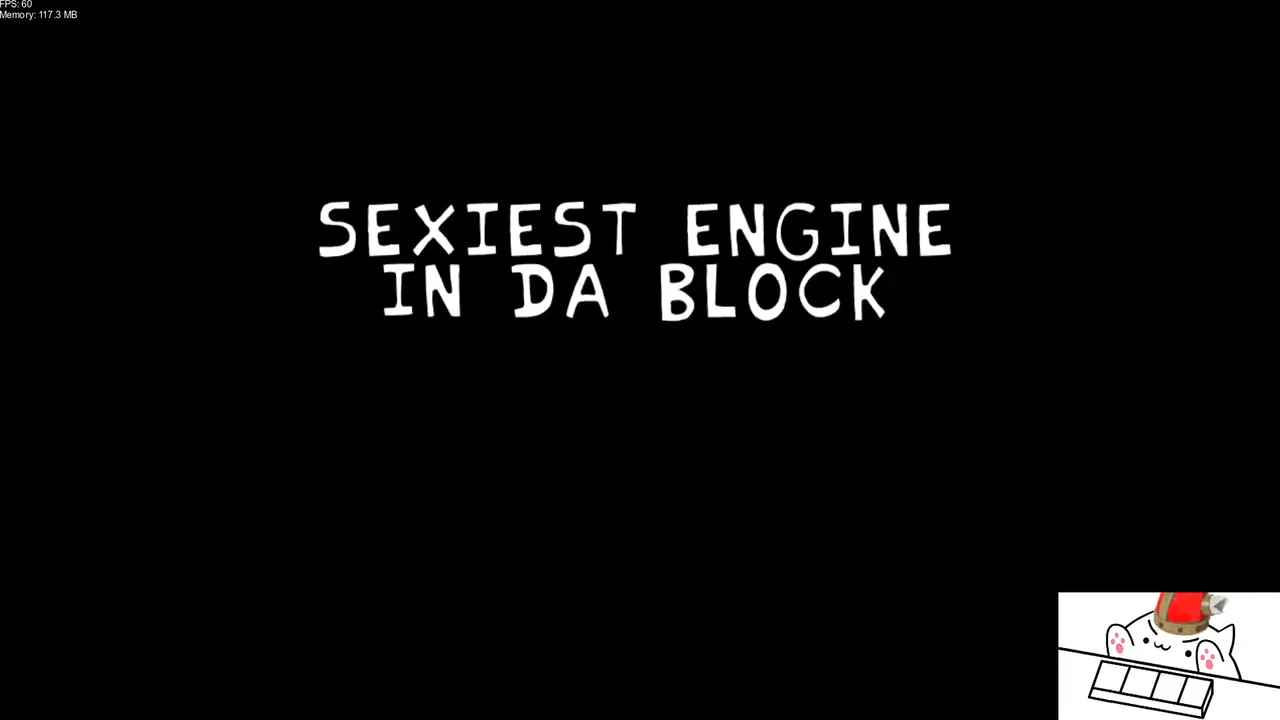 FPS: 60
Memory: 117.3 MB
SEXIEST ENGINE
IN DA BLOCK